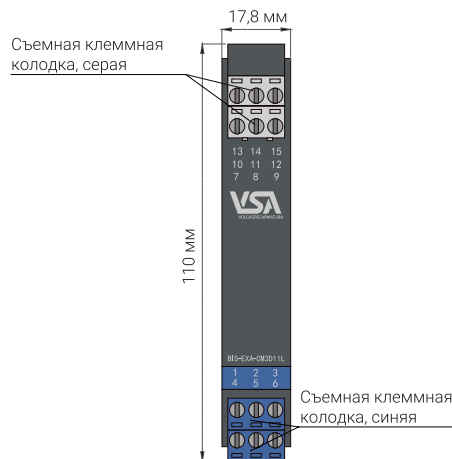 17,8 мм
Съемная клеммная
колодка, серая
13 14 15
10 11 12
7 8 9
VSA
VOLGASPECARMATURA
110 мм
BIS-EXA-CM3D11L
1 2 3
4 5 6
Съемная клеммная
колодка, синяя